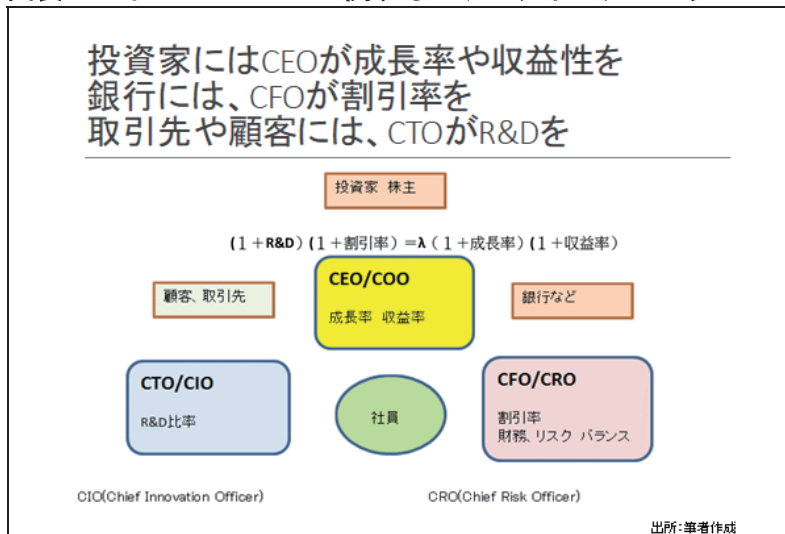 投資家にはCEOが成長率や収益性を
銀行には、CFOが割引率を
取引先や顧客には、CTOがR&Dを
投資家 株主
(1+R&D)(1+割引率)=λ(1+成長率)(1+収益率)
CEO/COO
成長率 収益率
顧客、取引先
銀行など
CTO/CIO
R&D比率
社員
CFO/CRO
割引率
財務、リスク バランス
CIO(Chief Innovation Officer)
CRO(Chief Risk Officer)
出所:筆者作成